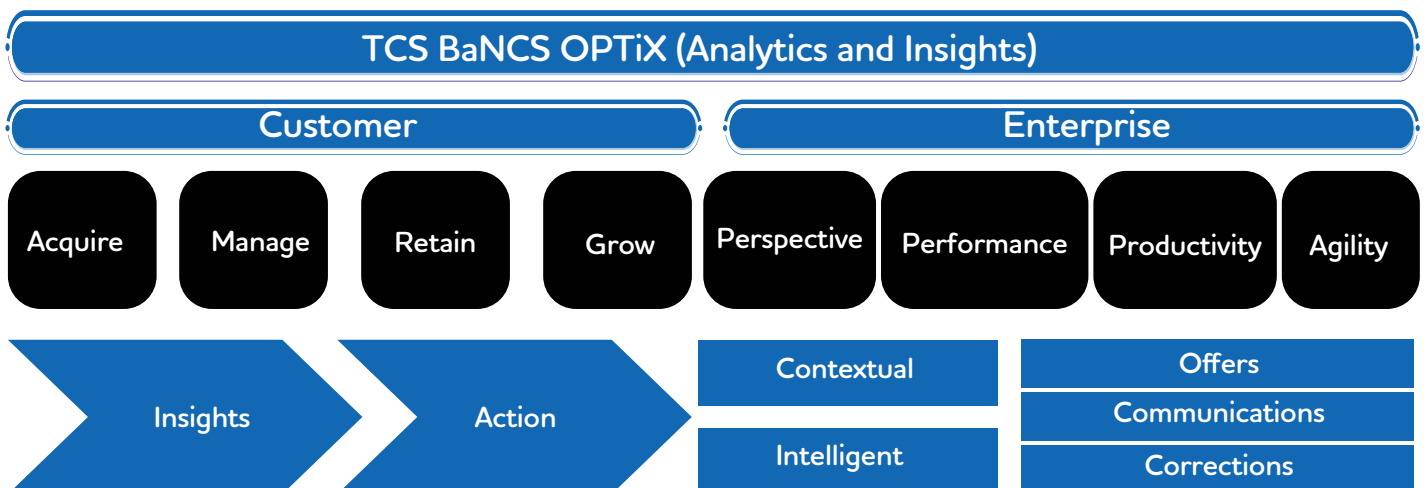 TCS BaNCS OPTiX (Analytics and Insights)
Customer
Enterprise
Acquire
Manage
Retain
Grow
Perspective
Performance
Productivity
Agility
Insights
Action
Contextual
Intelligent
Offers
Communications
Corrections